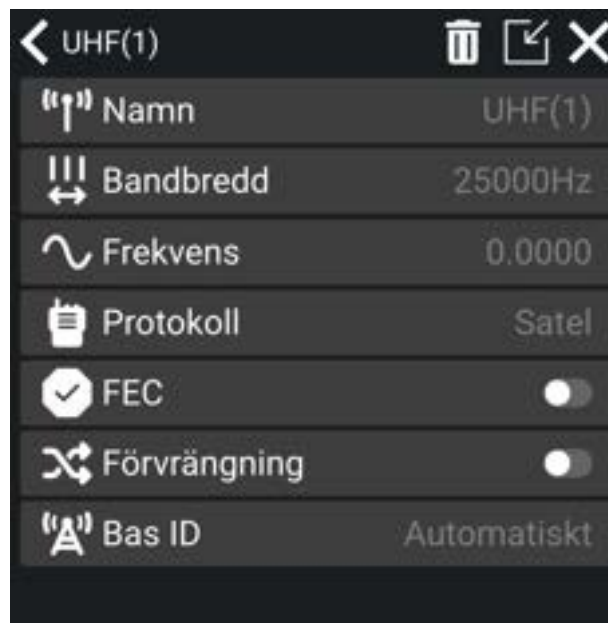 UHF(1)
Namn UHF(1)
Bandbredd 25000Hz
Frekvens 0.0000
Protokoll Satel
FEC
Förvrängning
Bas ID Automatiskt